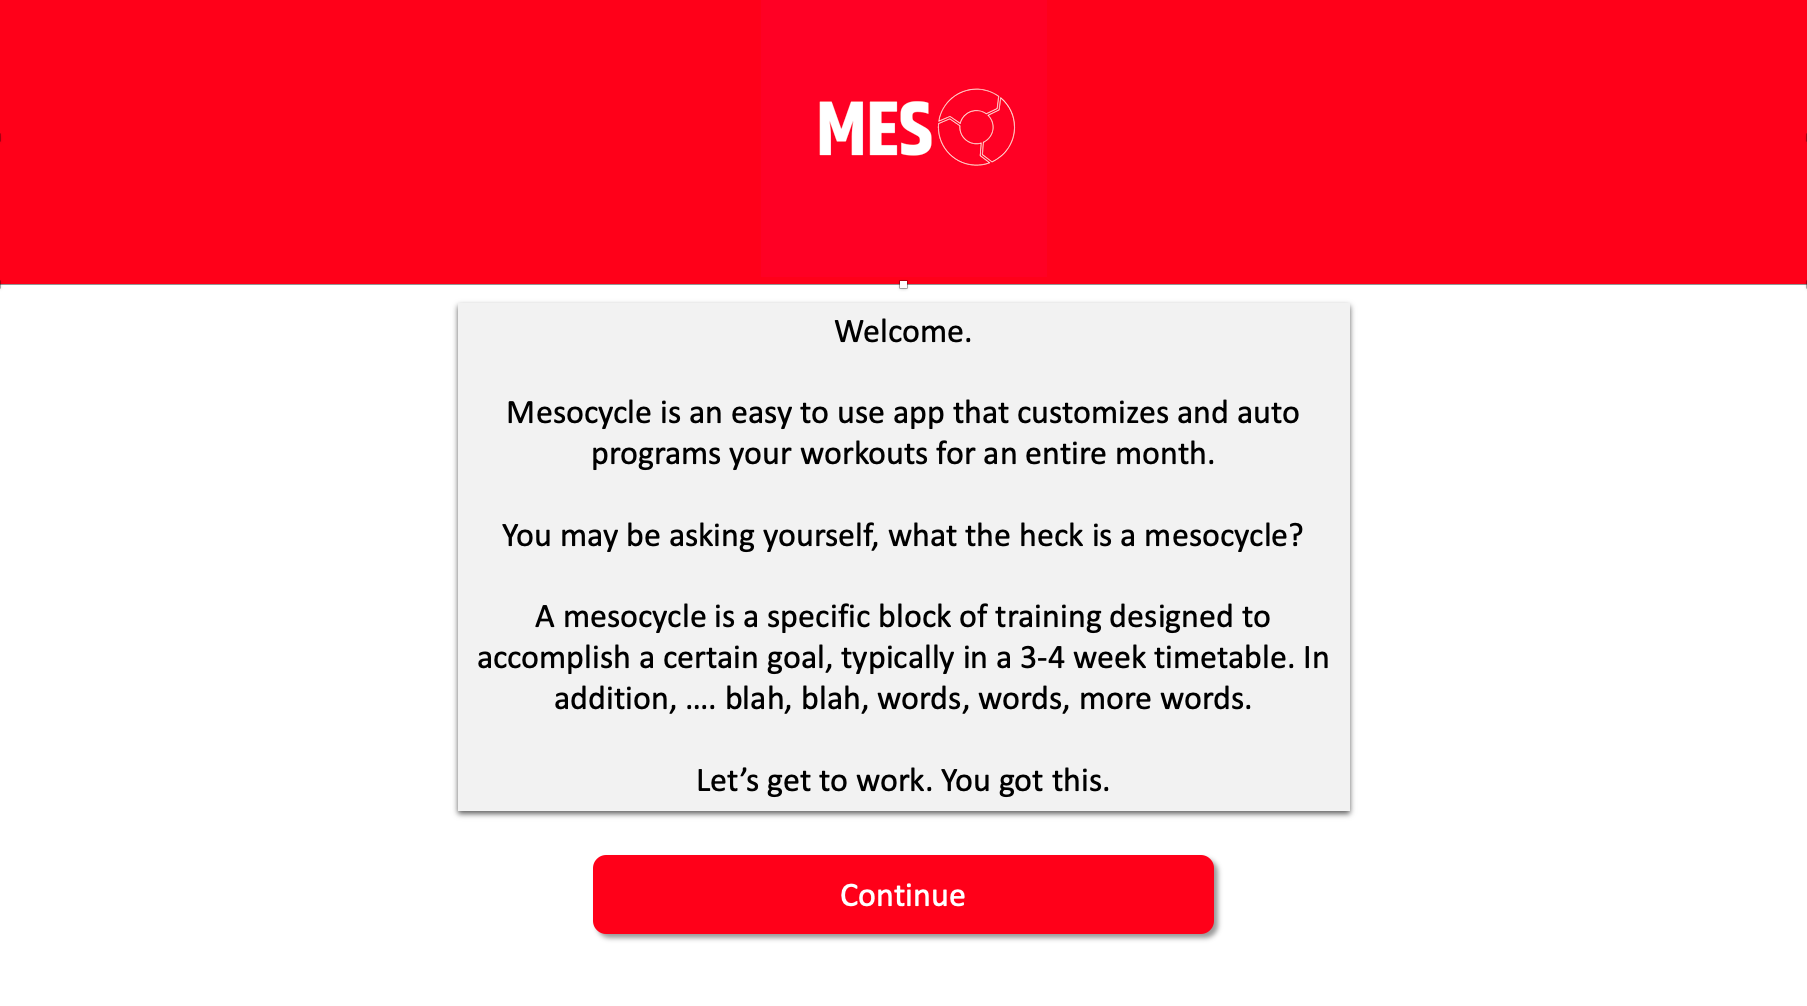 MESO
Welcome.
Mesocycle is an easy to use app that customizes and auto
programs your workouts for an entire month.
You may be asking yourself, what the heck is a mesocycle?
A mesocycle is a specific block of training designed to
accomplish a certain goal, typically in a 3-4 week timetable. In
addition, .... blah, blah, words, words, more words.
Let’s get to work. You got this.
Continue